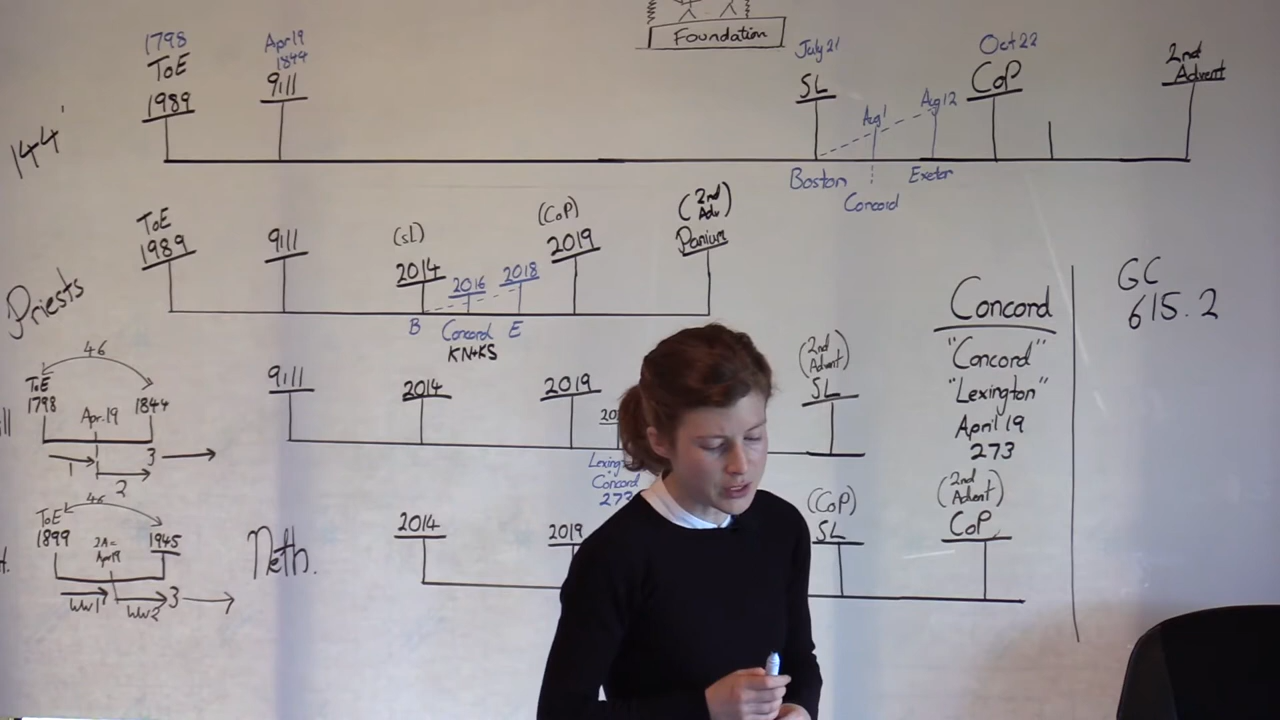 Foundation
1798
ToE
1989
Apr 19
1844
9.11
July 21
SL
Aug 1
Aug 12
Oct 22
CoP
2nd
Advent
144'
Boston
Concord
Exeter
ToE
1989
9.11
(SL)
2014
2016
2018
(CoP)
2019
(2nd
Adv)
Panium
Priests
B
Concord
KN+KS
E
Concord
"Concord"
"Lexington"
April 19
273
GC
615.2
46
ToE
1798
Apr.19
1844
1
2
3
9.11
2014
2019
(2nd
Advent)
SL
Concord
273
46
ToE
1899
2A=
Apr19
1945
WW1
WW2
3
Neth.
2014
2019
(CoP)
SL
(2nd
Advent)
CoP